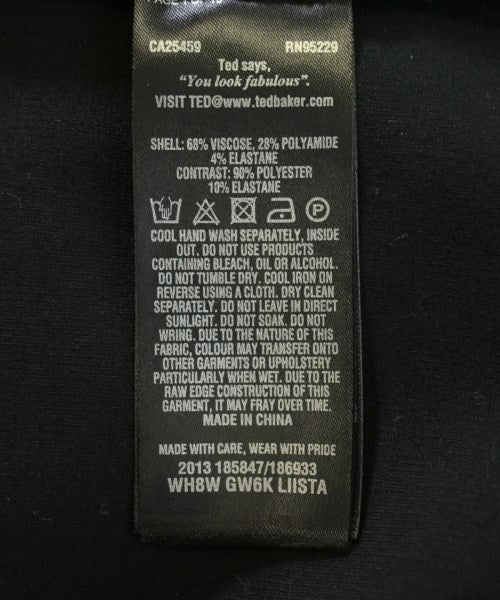 CA25459 RN95229
Ted says,
"You look fabulous".
VISIT TED@www.tedbaker.com
SHELL: 68% VISCOSE, 28% POLYAMIDE
4% ELASTANE
CONTRAST: 90% POLYESTER
10% ELASTANE
P
COOL HAND WASH SEPARATELY, INSIDE
OUT. DO NOT USE PRODUCTS
CONTAINING BLEACH, OIL OR ALCOHOL.
DO NOT TUMBLE DRY. COOL IRON ON
REVERSE USING A CLOTH. DRY CLEAN
SEPARATELY. DO NOT LEAVE IN DIRECT
SUNLIGHT. DO NOT SOAK. DO NOT
WRING. DUE TO THE NATURE OF THIS
FABRIC, COLOUR MAY TRANSFER ONTO
OTHER GARMENTS OR UPHOLSTERY
PARTICULARLY WHEN WET. DUE TO THE
RAW EDGE CONSTRUCTION OF THIS
GARMENT, IT MAY FRAY OVER TIME.
MADE IN CHINA
MADE WITH CARE, WEAR WITH PRIDE
2013 185847/186933
WH8W GW6K LIISTA